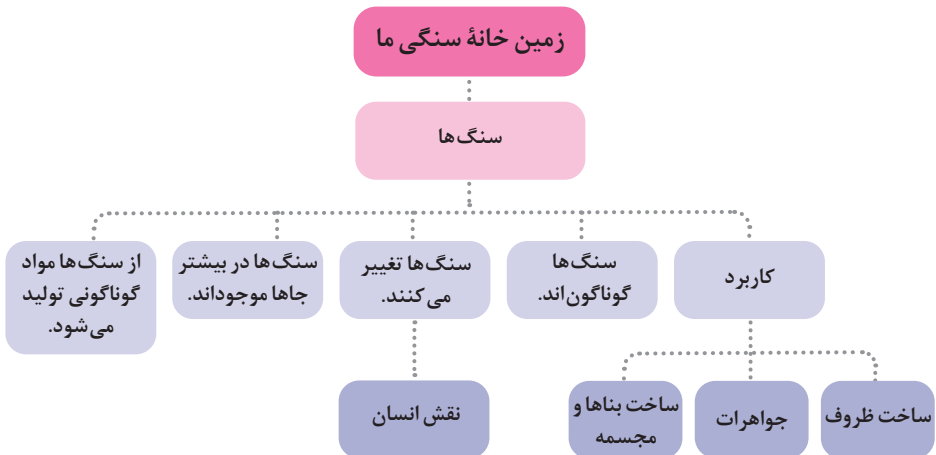 زمین خانهٔ سنگی ما
سنگ‌ها
کاربرد
سنگ‌ها
گوناگون‌اند.
سنگ‌ها تغییر
می‌کنند.
سنگ‌ها در بیشتر
جاها موجوداند.
از سنگ‌ها مواد
گوناگونی تولید
می‌شود.
ساخت ظروف
جواهرات
ساخت بناها و
مجسمه
نقش انسان